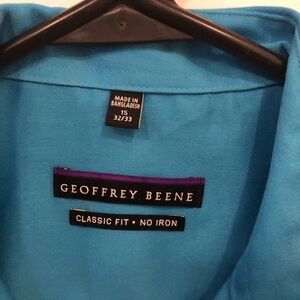 MADE IN
BANGLADESH
15
32/33
GEOFFREY BEENE
CLASSIC FIT • NO IRON